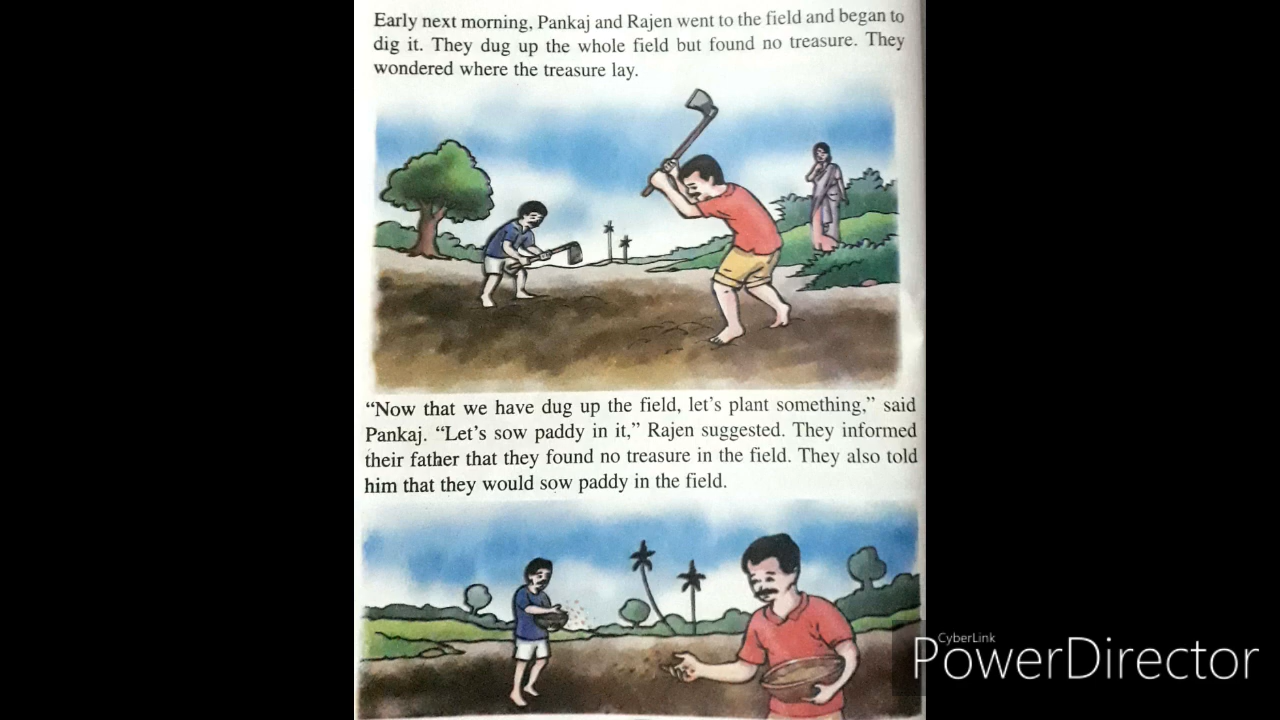 Early next morning, Pankaj and Rajen went to the field and began to
dig it. They dug up the whole field but found no treasure. They
wondered where the treasure lay.
“Now that we have dug up the field, let’s plant something,” said
Pankaj. “Let’s sow paddy in it,” Rajen suggested. They informed
their father that they found no treasure in the field. They also told
him that they would sow paddy in the field.
CyberLink
PowerDirector